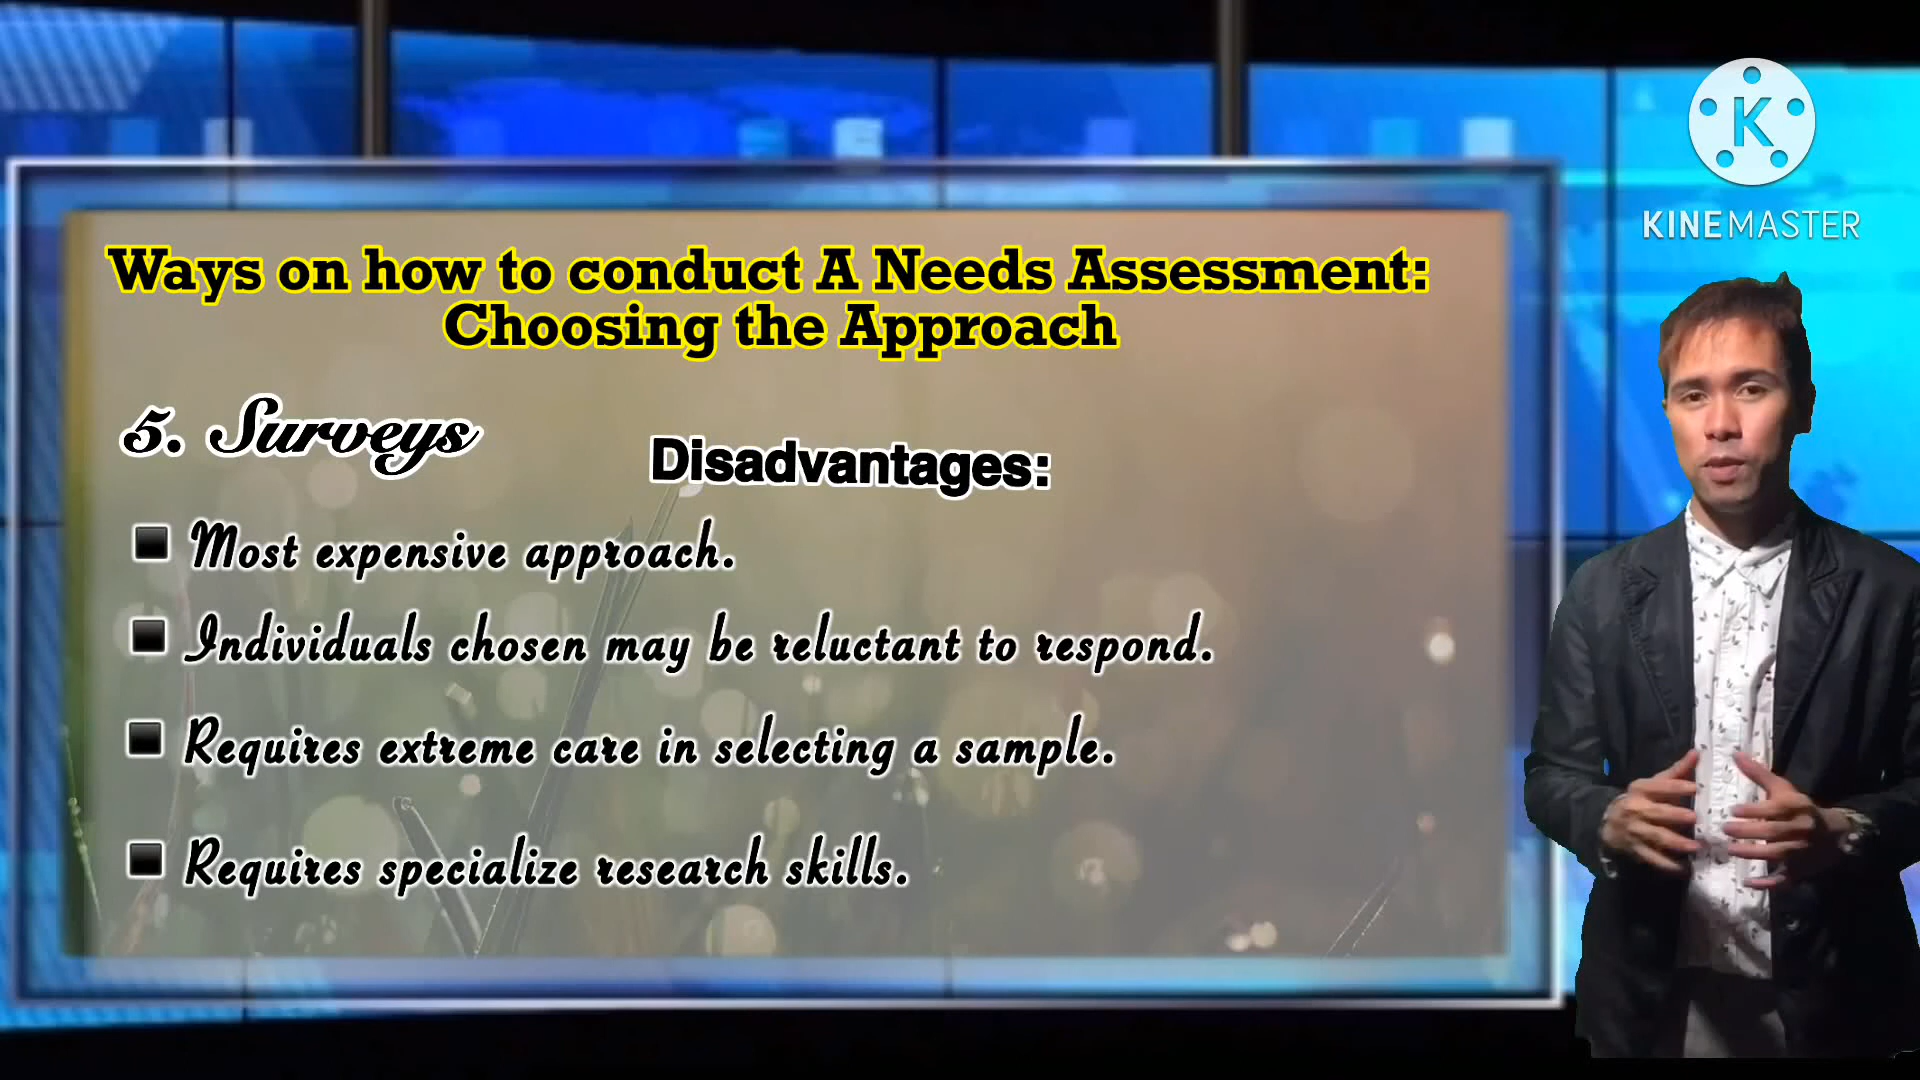 K
KINEMASTER
Ways on how to conduct A Needs Assessment:
Choosing the Approach
5. Surveys
Disadvantages:
Most expensive approach.
Individuals chosen may be reluctant to respond.
Requires extreme care in selecting a sample.
Requires specialize research skills.